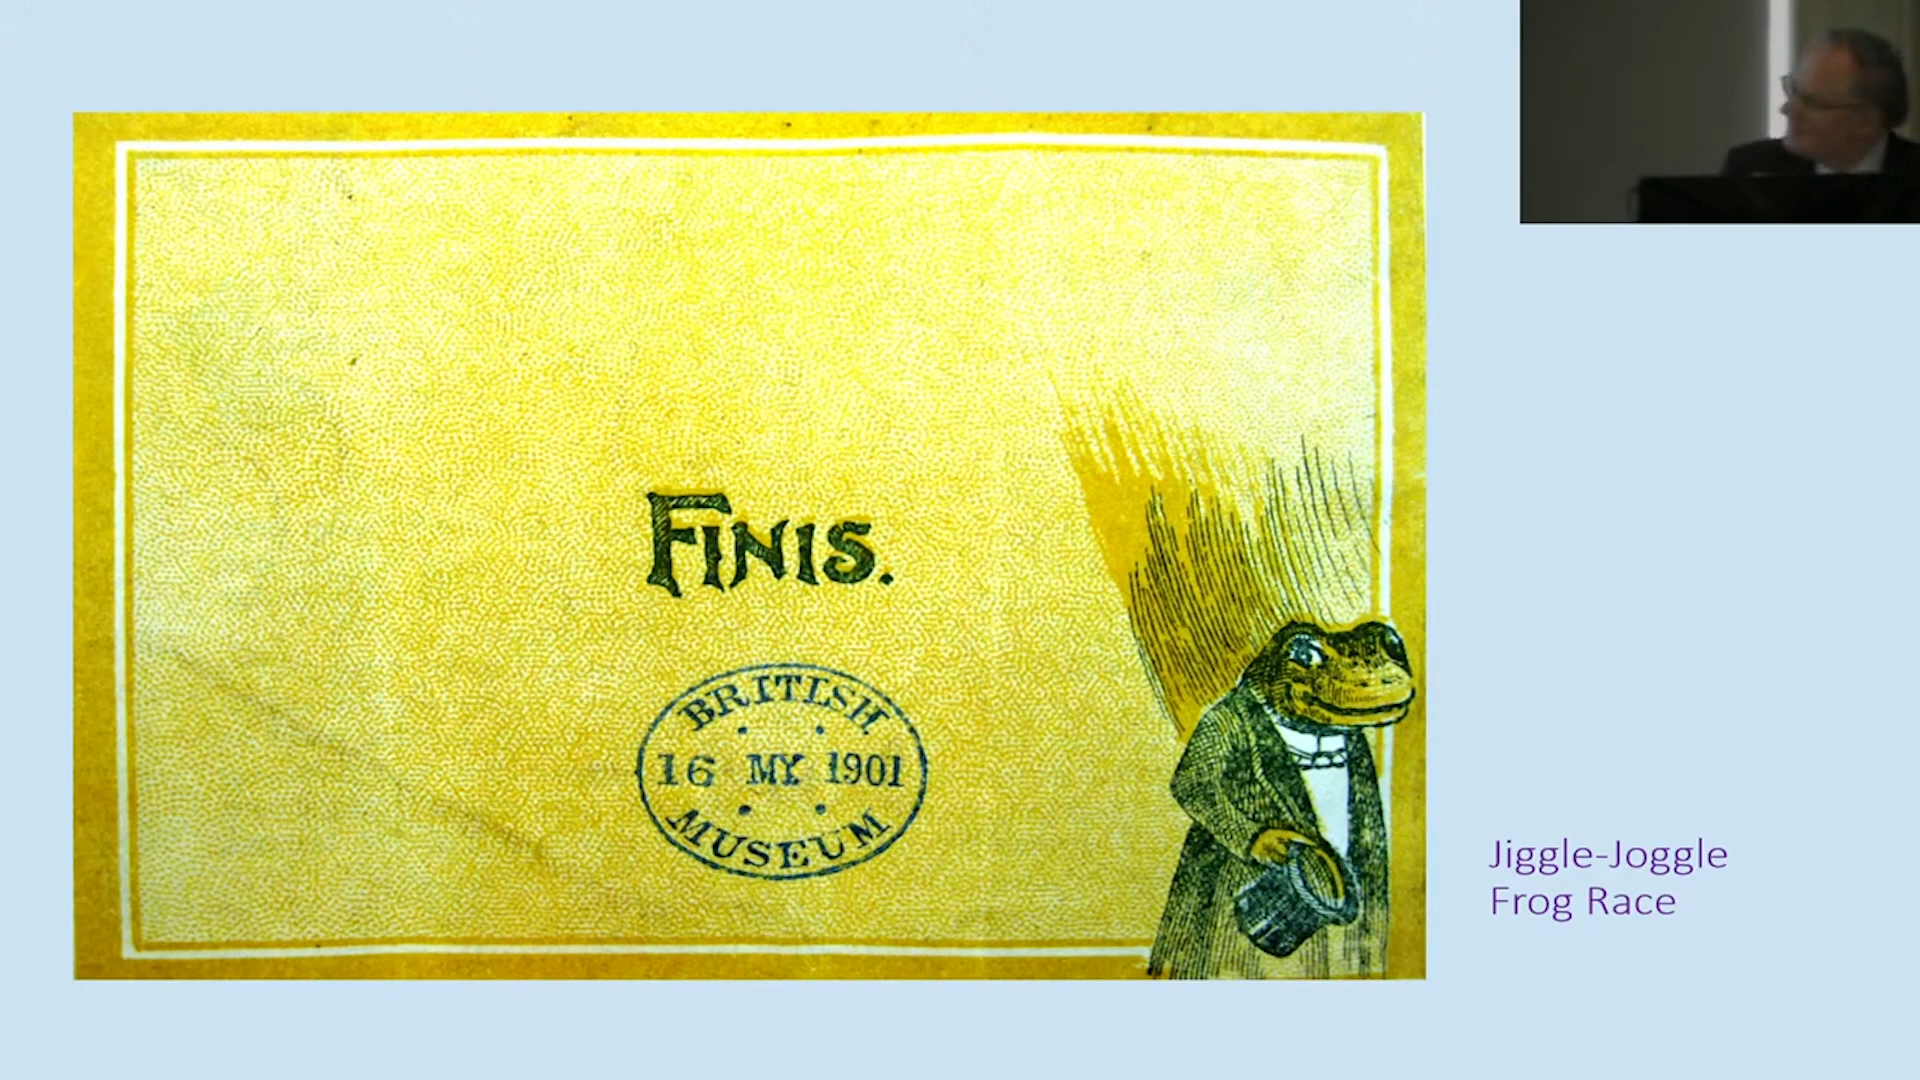 FINIS.
BRITISH
16 MY 1901
MUSEUM
Jiggle-Joggle
Frog Race